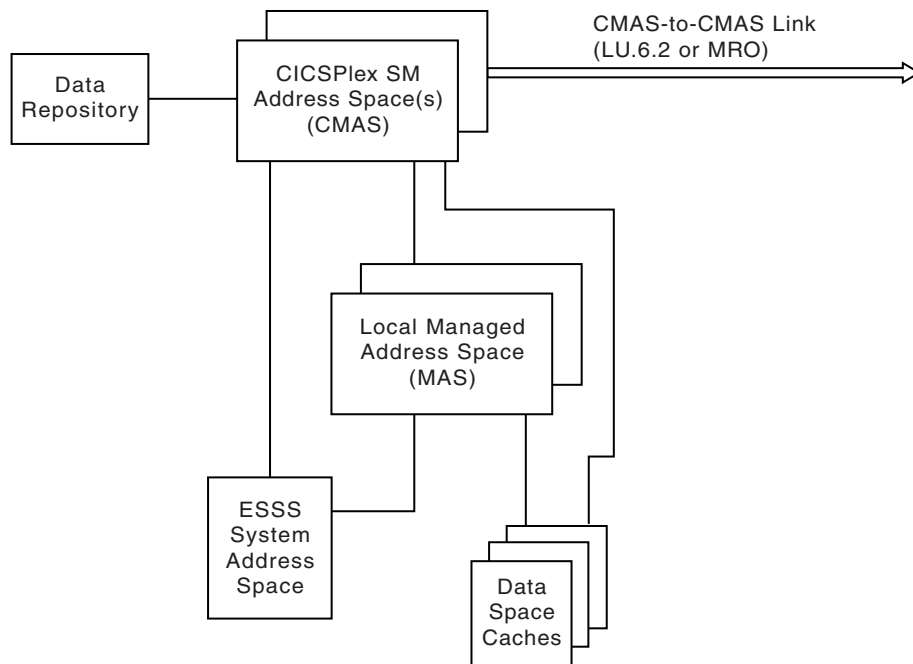 CMAS-to-CMAS Link
(LU.6.2 or MRO)
CICSPlex SM
Address Space(s)
(CMAS)
Data
Repository
Local Managed
Address Space
(MAS)
ESSS
System
Address
Space
Data
Space
Caches